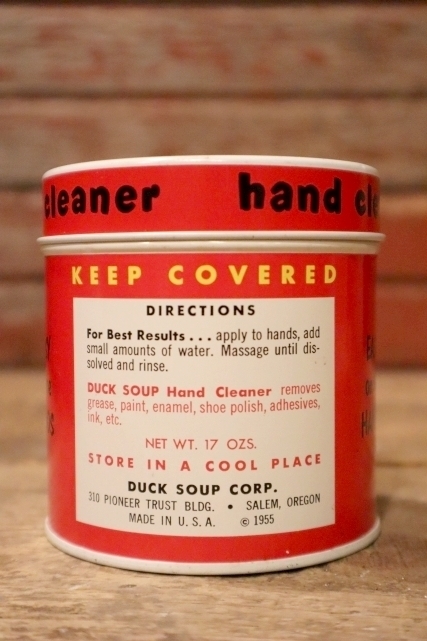 cleaner hand
KEEP COVERED
DIRECTIONS
For Best Results . . . apply to hands, add
small amounts of water. Massage until dis-
solved and rinse.
DUCK SOUP Hand Cleaner removes
grease, paint, enamel, shoe polish, adhesives,
ink, etc.
NET WT. 17 OZS.
STORE IN A COOL PLACE
DUCK SOUP CORP.
310 PIONEER TRUST BLDG. • SALEM, OREGON
MADE IN U. S. A. © 1955